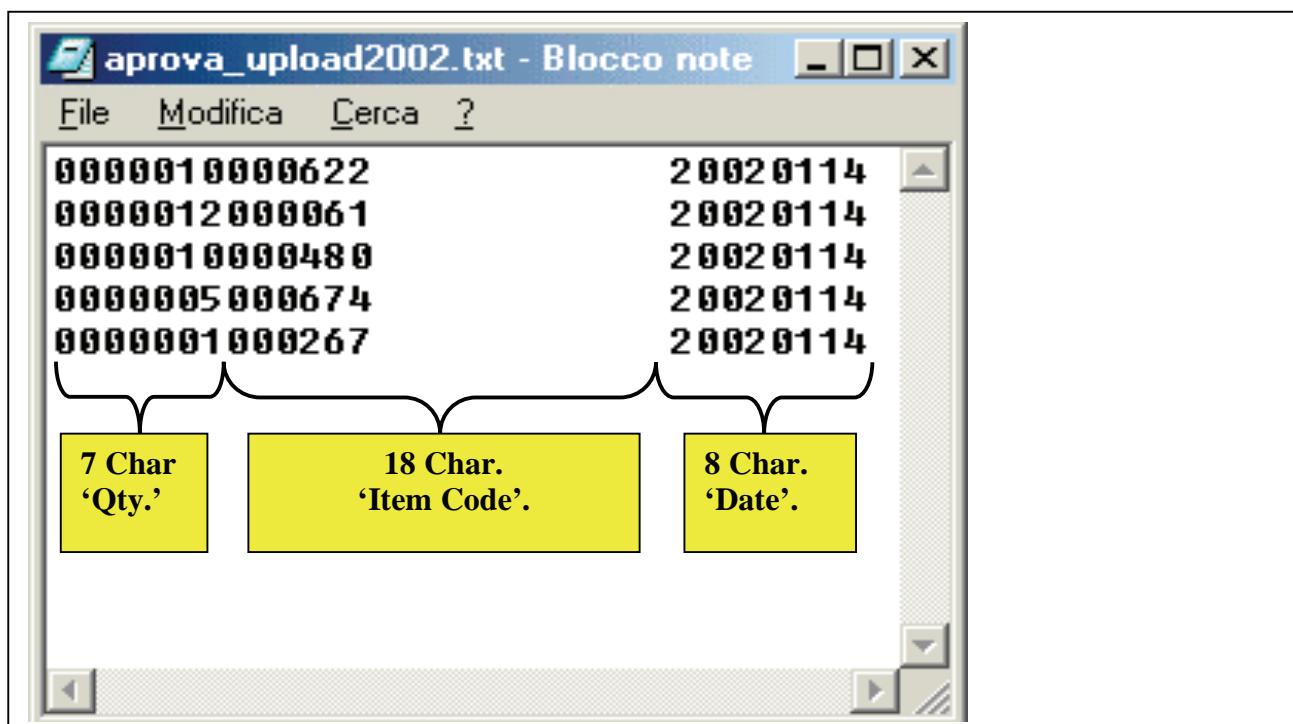 aprova_upload2002.txt - Blocco note
File Modifica Cerca ?
0000010000622 20020114
0000012000061 20020114
0000010000480 20020114
0000005000674 20020114
0000001000267 20020114
7 Char
‘Qty.’
18 Char.
‘Item Code’.
8 Char.
‘Date’.